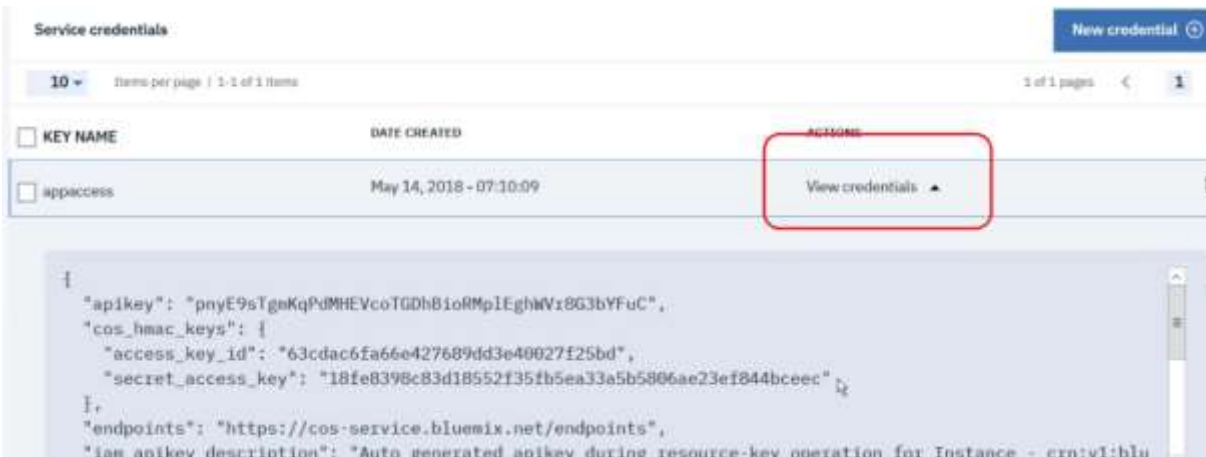 Service credentials
New credential
10 Items per page | 1-1 of 1 items
1 of 1 pages < 1
KEY NAME DATE CREATED ACTIONS
appaccess May 14, 2018 - 07:10:09 View credentials
{
"apikey": "pnyE9sTgmKqPdMHEVcoTGDhBioRMplEghWVz8G3bYFuC",
"cos_hmac_keys": {
"access_key_id": "63cdac6fa66e427689dd3e40027f25bd",
"secret_access_key": "18fe8398c83d18552f35fb5ea33a5b5806ae23ef844bceec"
},
"endpoints": "https://cos-service.bluemix.net/endpoints",
"iam_apikey_description": "Auto generated apikey during resource-key operation for Instance - crn:v1:blu